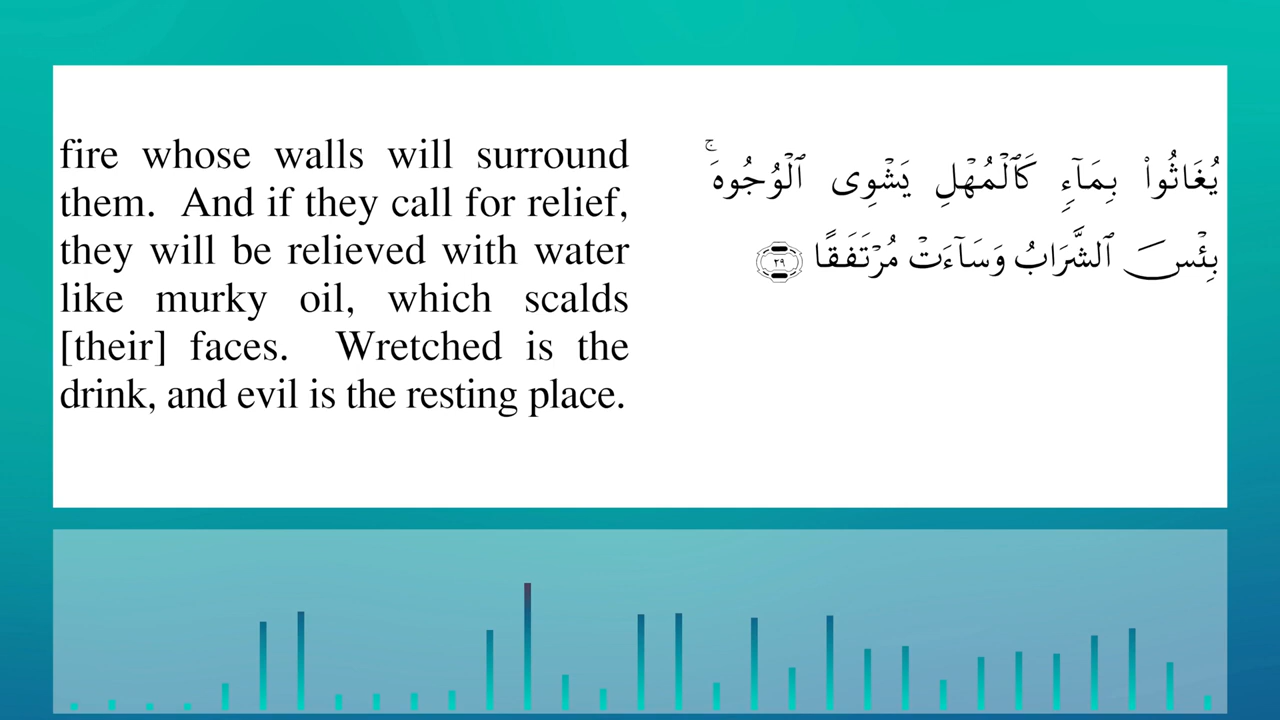 fire whose walls will surround
them. And if they call for relief,
they will be relieved with water
like murky oil, which scalds
[their] faces. Wretched is the
drink, and evil is the resting place.
يُغَاثُوا۟ بِمَآءٍۢ كَٱلْمُهْلِ يَشْوِى ٱلْوُجُوهَ ۚ
بِئْسَ ٱلشَّرَابُ وَسَآءَتْ مُرْتَفَقًا ٢٩